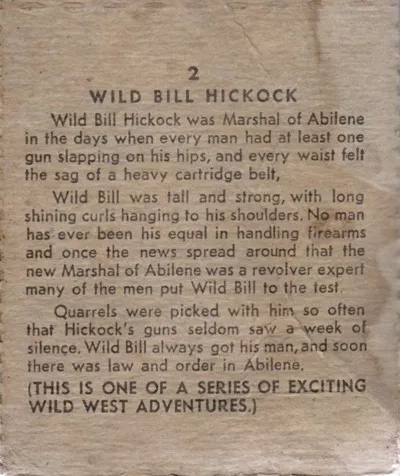 2
WILD BILL HICKOCK
Wild Bill Hickock was Marshal of Abilene
in the days when every man had at least one
gun slapping on his hips, and every waist felt
the sag of a heavy cartridge belt,
Wild Bill was tall and strong, with long
shining curls hanging to his shoulders. No man
has ever been his equal in handling firearms
and once the news spread around that the
new Marshal of Abilene was a revolver expert
many of the men put Wild Bill to the test.
Quarrels were picked with him so often
that Hickock's guns seldom saw a week of
silence. Wild Bill always got his man, and soon
there was law and order in Abilene.
(THIS IS ONE OF A SERIES OF EXCITING
WILD WEST ADVENTURES.)